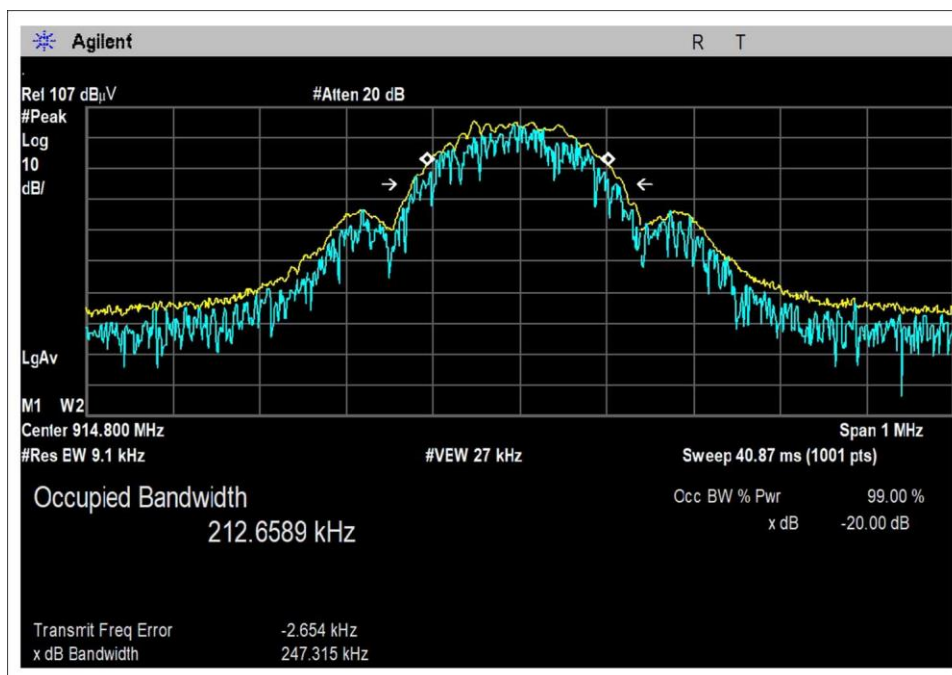 Agilent R T
Ref 107 dBµV #Atten 20 dB
#Peak
Log
10
dB/
LgAv
M1 W2
Center 914.800 MHz Span 1 MHz
#Res BW 9.1 kHz #VBW 27 kHz Sweep 40.87 ms (1001 pts)
Occupied Bandwidth
212.6589 kHz
Occ BW % Pwr 99.00 %
x dB -20.00 dB
Transmit Freq Error -2.654 kHz
x dB Bandwidth 247.315 kHz